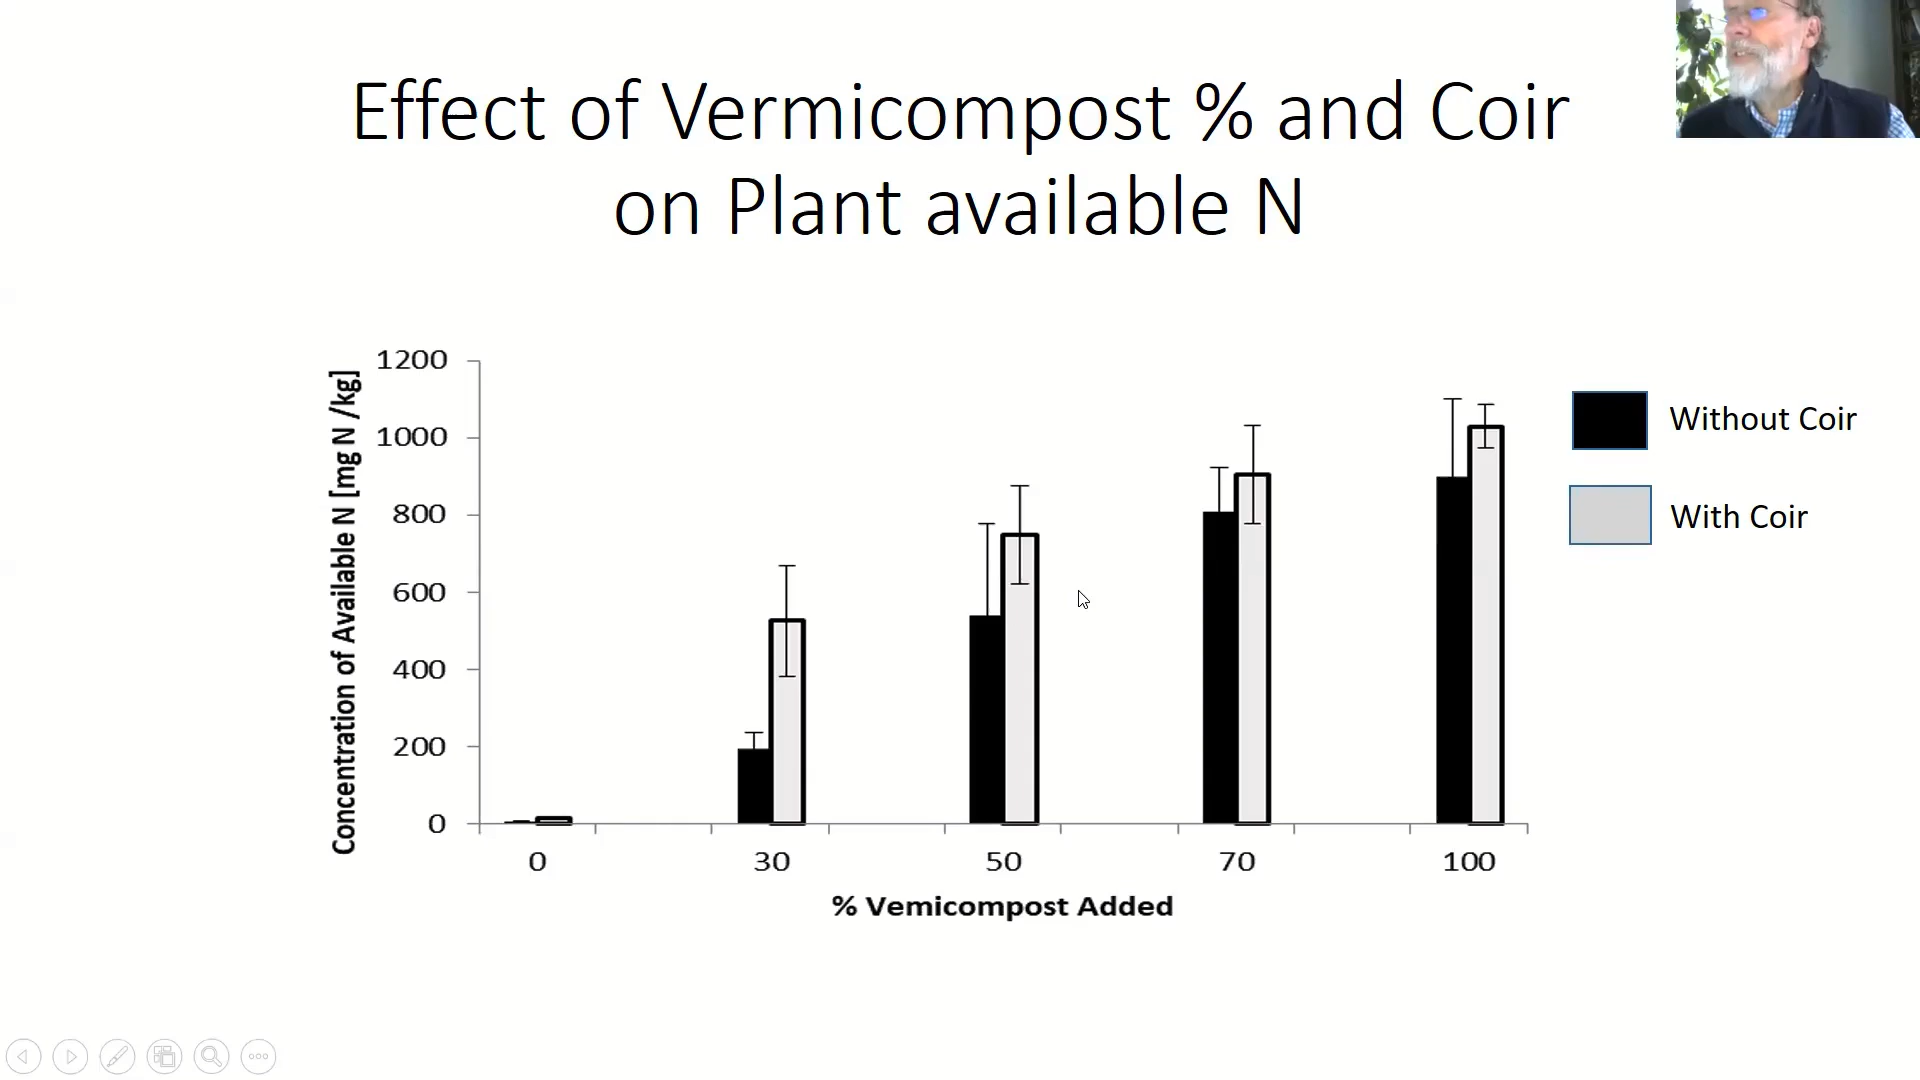 Effect of Vermicompost % and Coir
on Plant available N
Concentration of Available N [mg N /kg]
1200
1000
800
600
400
200
0
0 30 50 70 100
% Vemicompost Added
Without Coir
With Coir